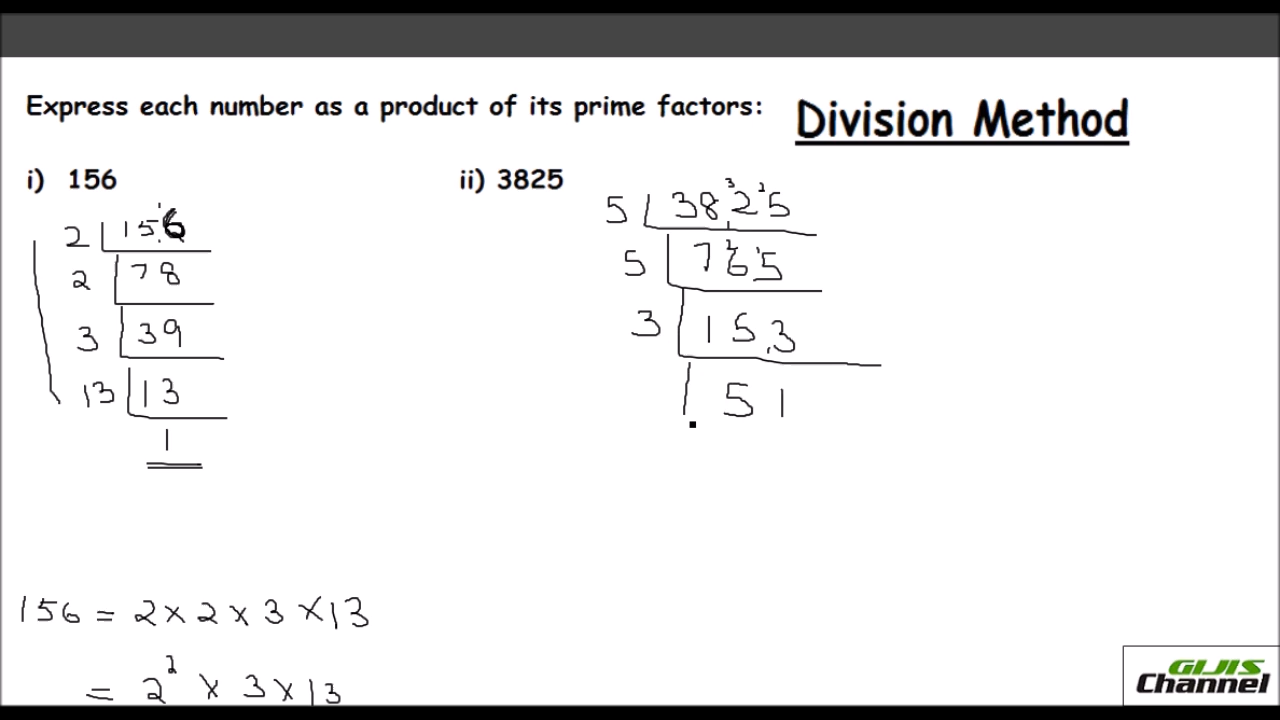 Express each number as a product of its prime factors:
Division Method
i) 156
2 156
2 78
3 39
13 13
1
156 = 2 × 2 × 3 × 13
= 2² × 3 × 13
ii) 3825
5 3825
5 765
3 153
51
GIJIS
Channel